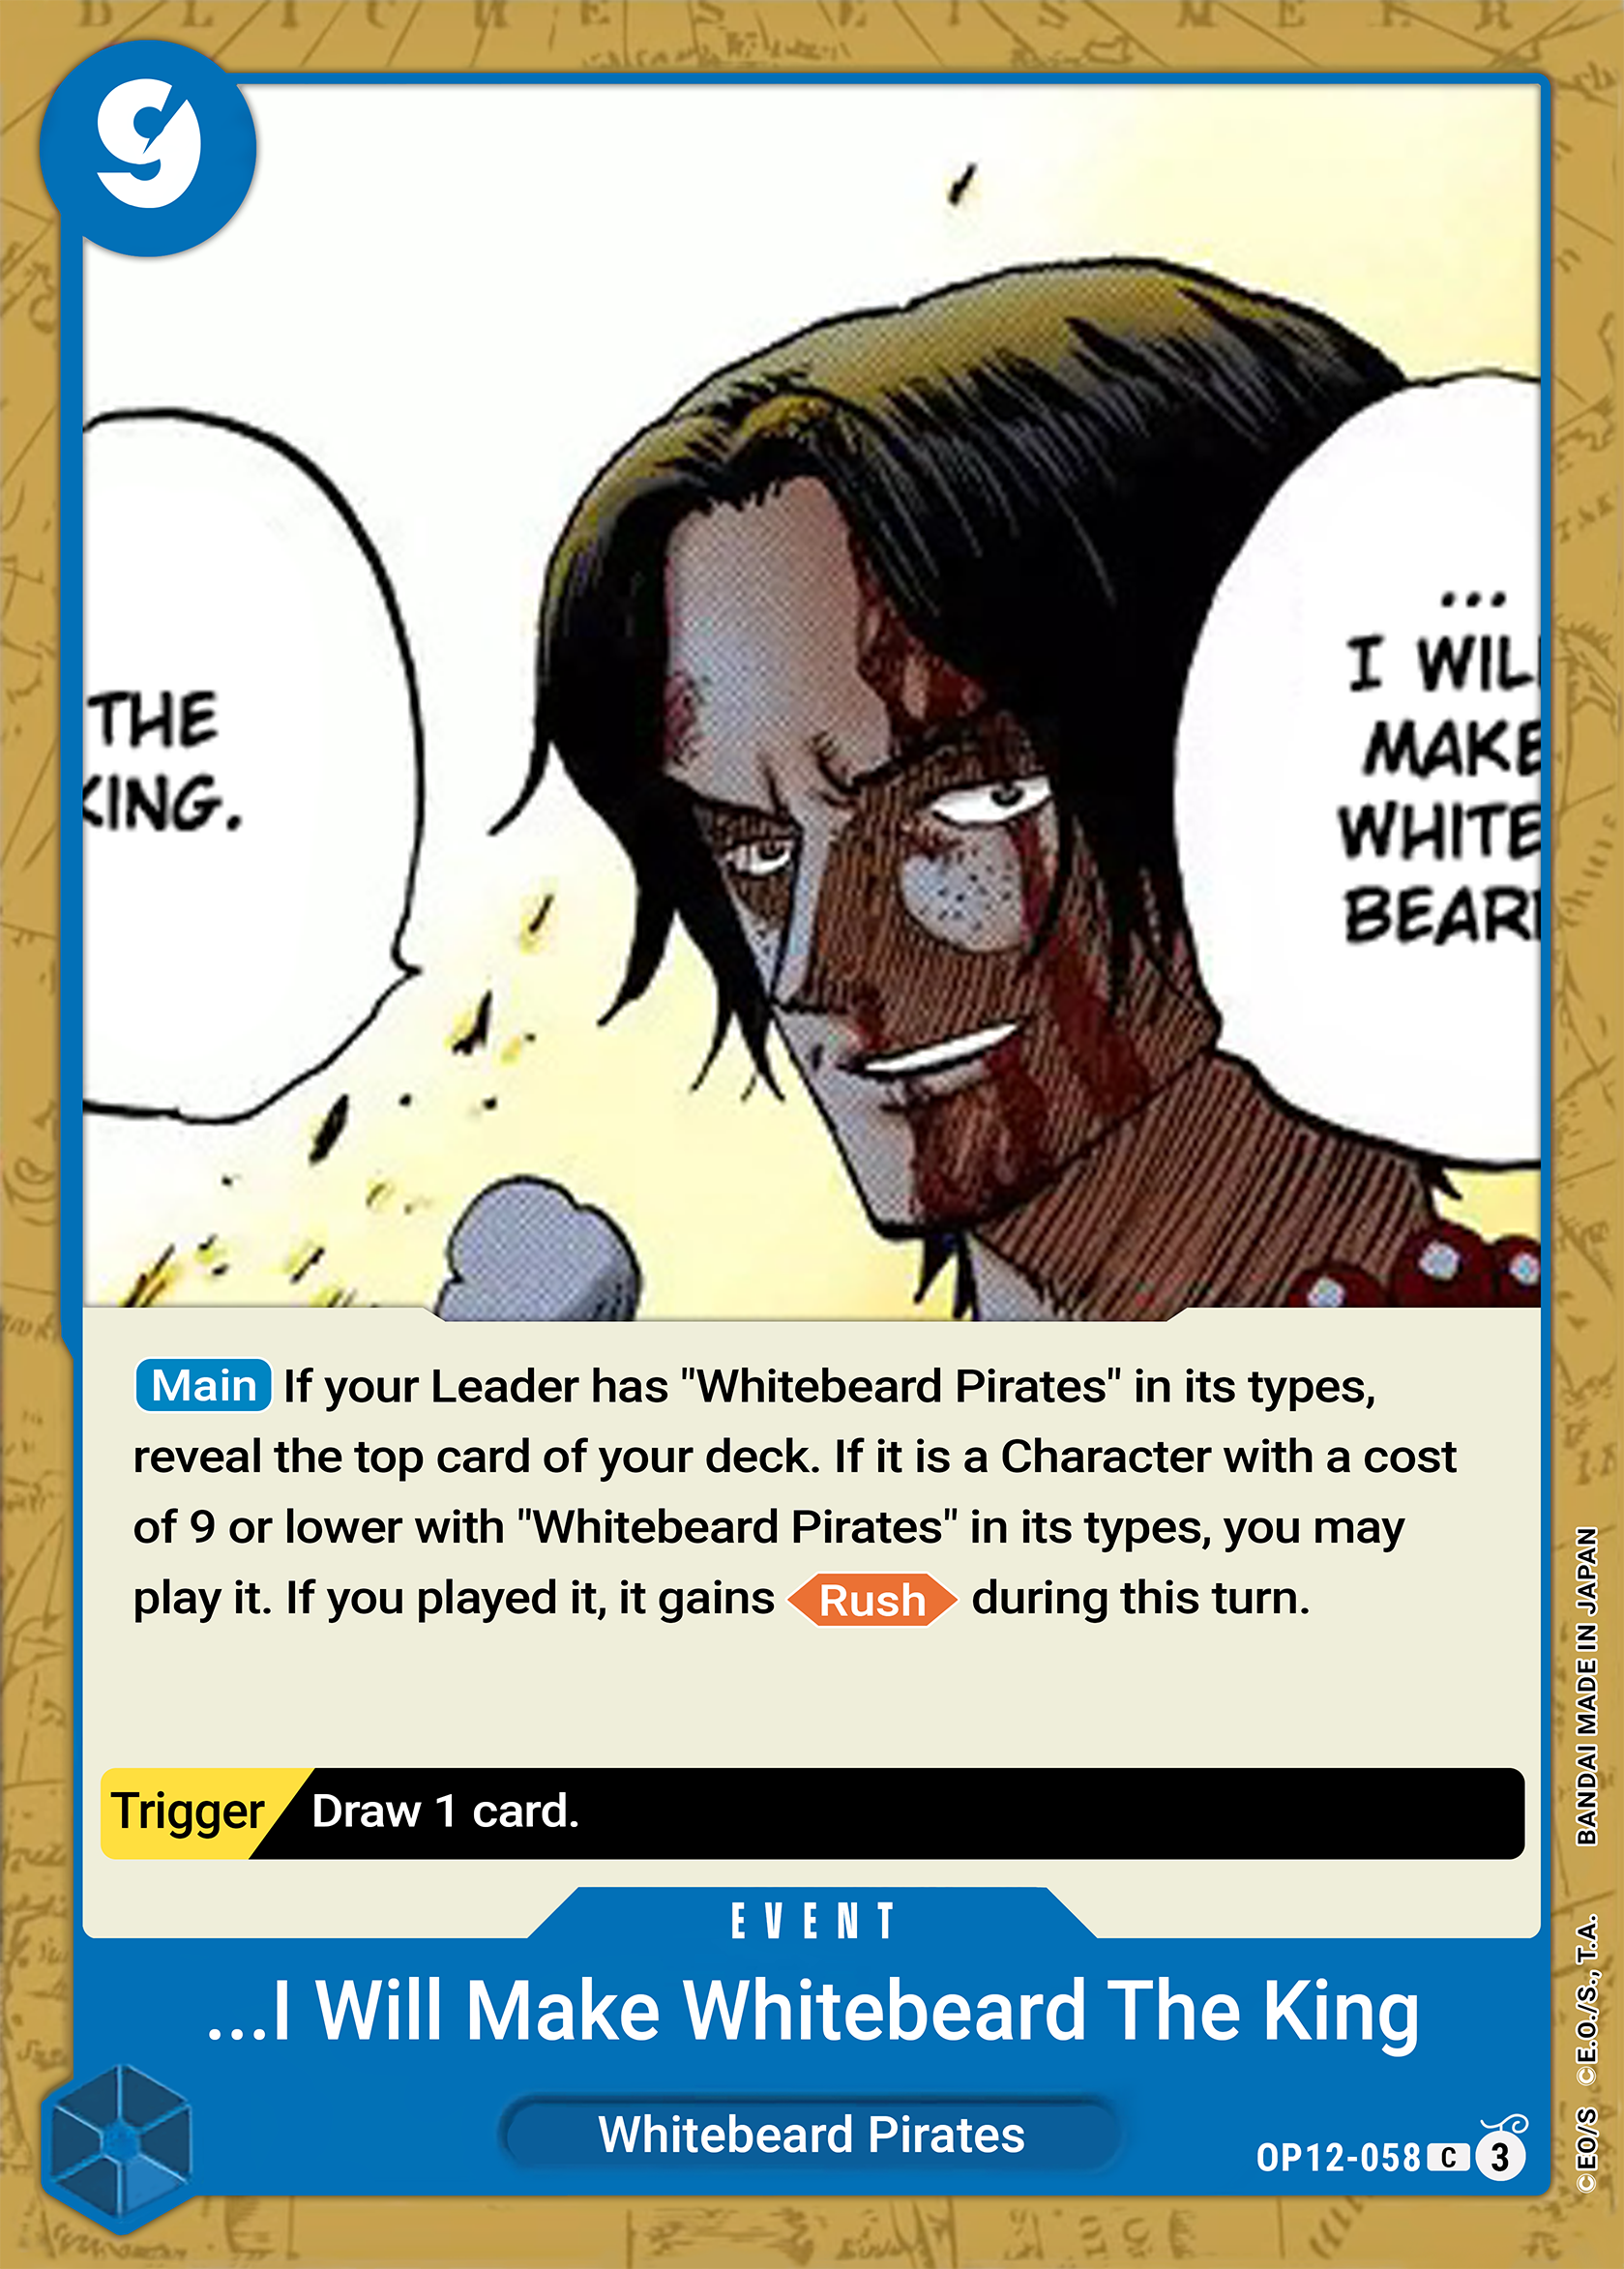 9
THE
KING.
...
I WILL
MAKE
WHITE
BEARD
Main If your Leader has "Whitebeard Pirates" in its types,
reveal the top card of your deck. If it is a Character with a cost
of 9 or lower with "Whitebeard Pirates" in its types, you may
play it. If you played it, it gains Rush during this turn.
Trigger Draw 1 card.
EVENT
...I Will Make Whitebeard The King
Whitebeard Pirates
OP12-058 C 3
©EO/S ©E.O./S., T.A. BANDAI MADE IN JAPAN